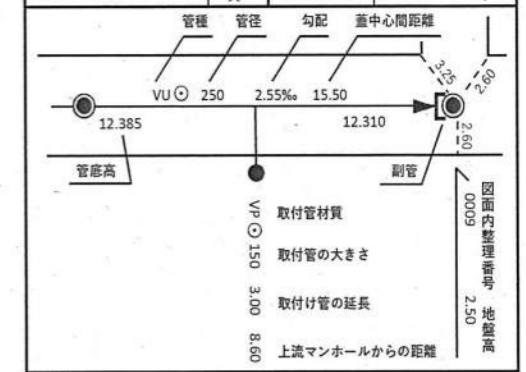 管種 管径 勾配 蓋中心間距離
VU 250 2.55‰ 15.50
3.25
2.60
12.385 12.310
2.60
管底高 副管
VP 150 3.00 8.60
取付管材質
取付管の大きさ
取付け管の延長
上流マンホールからの距離
図面内整理番号 地盤高
0009 2.50